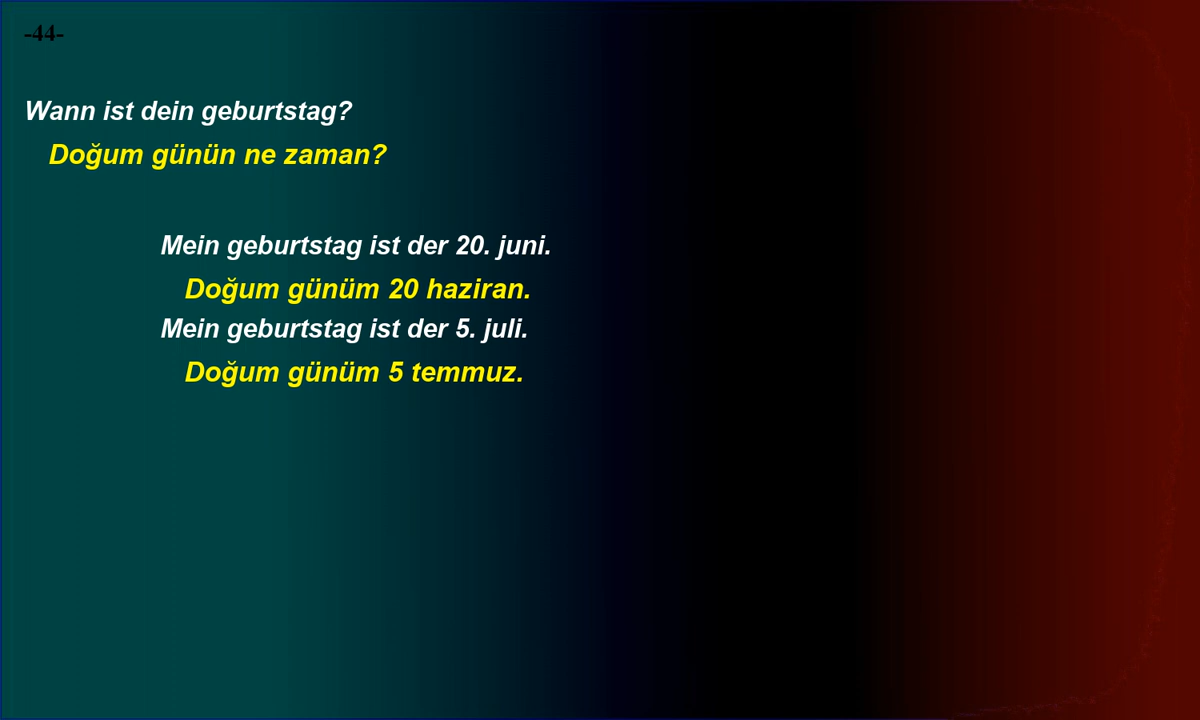 -44-
Wann ist dein geburtstag?
Doğum günün ne zaman?
Mein geburtstag ist der 20. juni.
Doğum günüm 20 haziran.
Mein geburtstag ist der 5. juli.
Doğum günüm 5 temmuz.